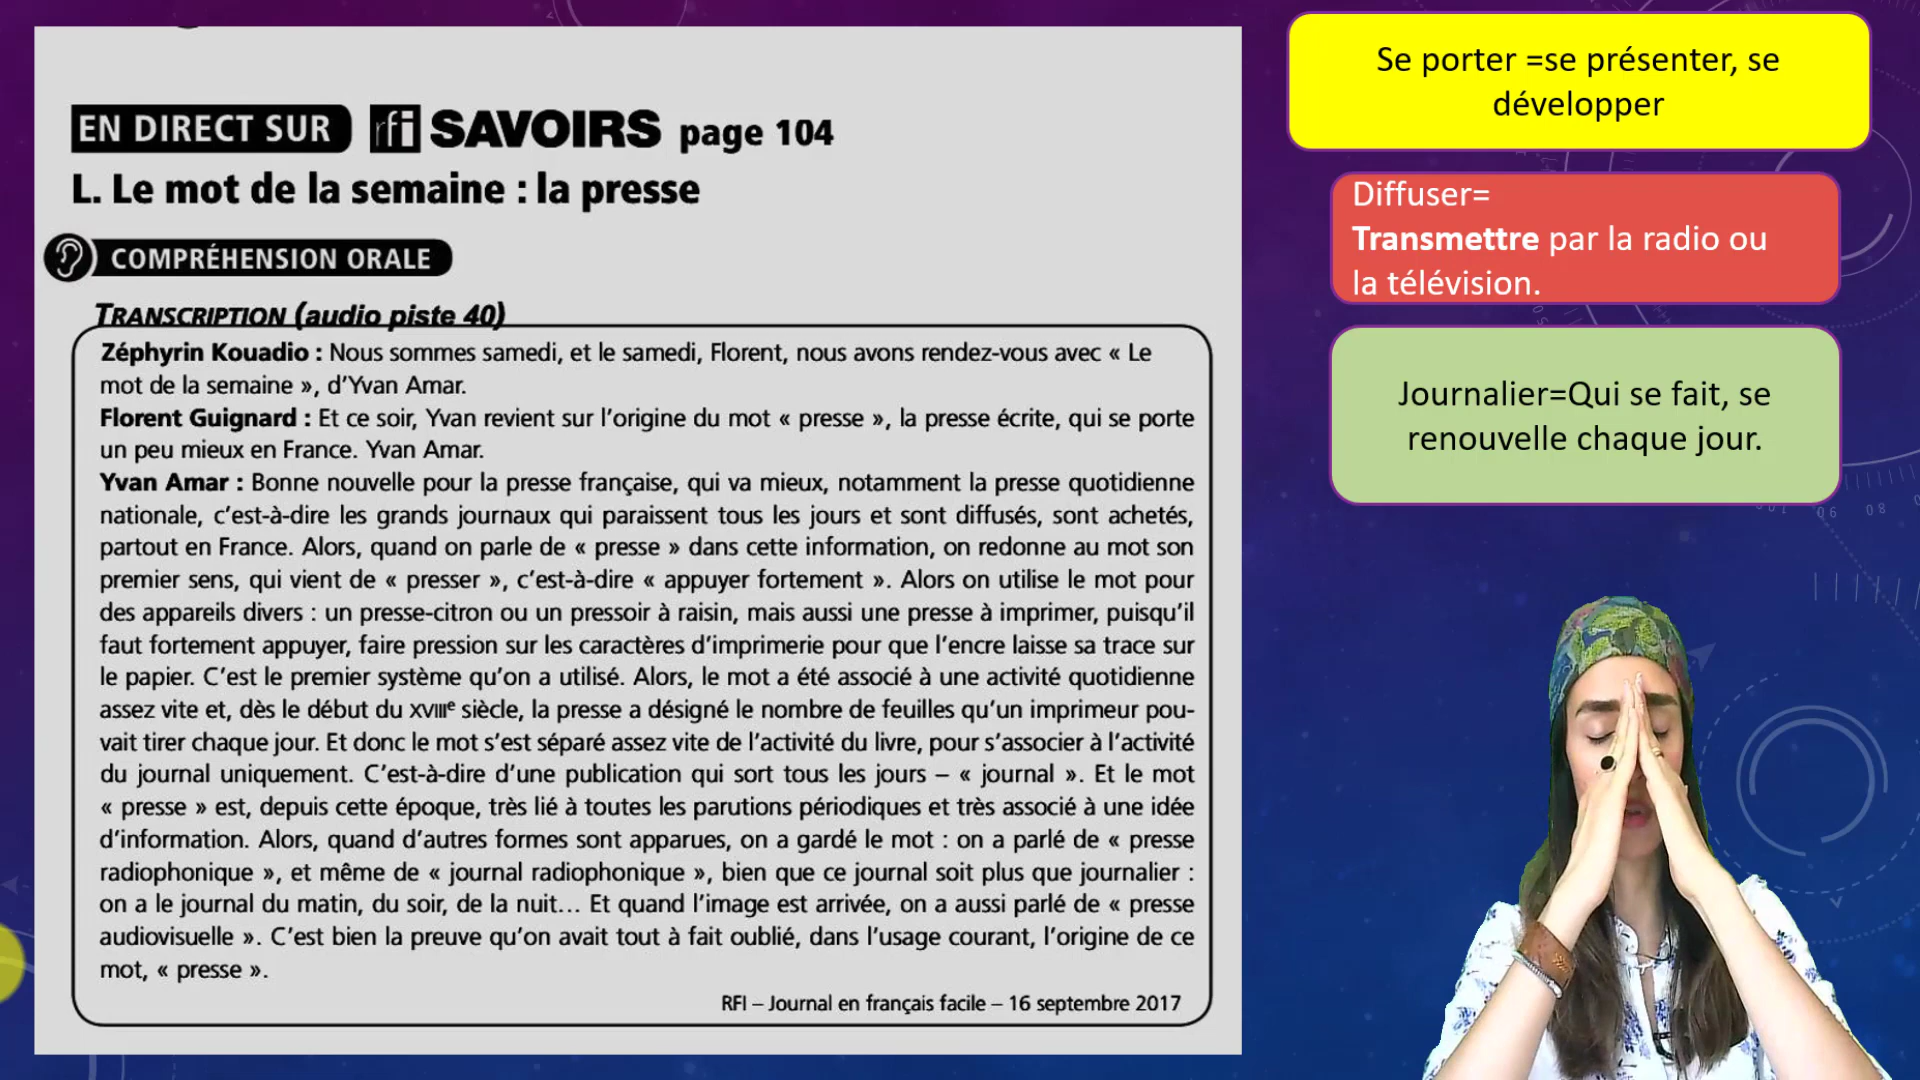 EN DIRECT SUR rfi SAVOIRS page 104
L. Le mot de la semaine : la presse
COMPRÉHENSION ORALE
TRANSCRIPTION (audio piste 40)
Zéphyrin Kouadio : Nous sommes samedi, et le samedi, Florent, nous avons rendez-vous avec « Le
mot de la semaine », d'Yvan Amar.
Florent Guignard : Et ce soir, Yvan revient sur l'origine du mot « presse », la presse écrite, qui se porte
un peu mieux en France. Yvan Amar.
Yvan Amar : Bonne nouvelle pour la presse française, qui va mieux, notamment la presse quotidienne
nationale, c'est-à-dire les grands journaux qui paraissent tous les jours et sont diffusés, sont achetés,
partout en France. Alors, quand on parle de « presse » dans cette information, on redonne au mot son
premier sens, qui vient de « presser », c'est-à-dire « appuyer fortement ». Alors on utilise le mot pour
des appareils divers : un presse-citron ou un pressoir à raisin, mais aussi une presse à imprimer, puisqu'il
faut fortement appuyer, faire pression sur les caractères d'imprimerie pour que l'encre laisse sa trace sur
le papier. C'est le premier système qu'on a utilisé. Alors, le mot a été associé à une activité quotidienne
assez vite et, dès le début du XVIIIe siècle, la presse a désigné le nombre de feuilles qu'un imprimeur pou-
vait tirer chaque jour. Et donc le mot s'est séparé assez vite de l'activité du livre, pour s'associer à l'activité
du journal uniquement. C'est-à-dire d'une publication qui sort tous les jours – « journal ». Et le mot
« presse » est, depuis cette époque, très lié à toutes les parutions périodiques et très associé à une idée
d'information. Alors, quand d'autres formes sont apparues, on a gardé le mot : on a parlé de « presse
radiophonique », et même de « journal radiophonique », bien que ce journal soit plus que journalier :
on a le journal du matin, du soir, de la nuit... Et quand l'image est arrivée, on a aussi parlé de « presse
audiovisuelle ». C'est bien la preuve qu'on avait tout à fait oublié, dans l'usage courant, l'origine de ce
mot, « presse ».
RFI – Journal en français facile – 16 septembre 2017
Se porter =se présenter, se
développer
Diffuser=
Transmettre par la radio ou
la télévision.
Journalier=Qui se fait, se
renouvelle chaque jour.